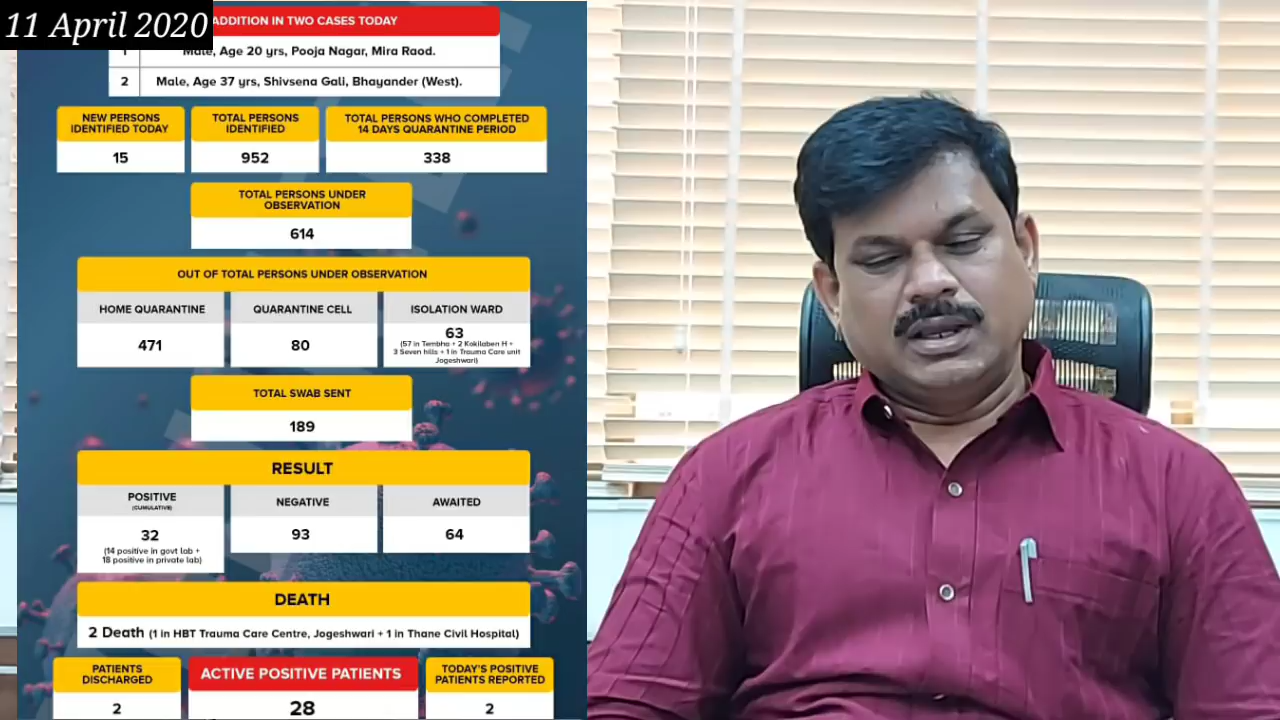 11 April 2020
ADDITION IN TWO CASES TODAY
1 Male, Age 20 yrs, Pooja Nagar, Mira Raod.
2 Male, Age 37 yrs, Shivsena Gali, Bhayander (West).
NEW PERSONS
IDENTIFIED TODAY
15
TOTAL PERSONS
IDENTIFIED
952
TOTAL PERSONS WHO COMPLETED
14 DAYS QUARANTINE PERIOD
338
TOTAL PERSONS UNDER
OBSERVATION
614
OUT OF TOTAL PERSONS UNDER OBSERVATION
HOME QUARANTINE
471
QUARANTINE CELL
80
ISOLATION WARD
63
(57 in Tembha + 2 Kokilaben H +
3 Seven hills + 1 in Trauma Care unit
Jogeshwari)
TOTAL SWAB SENT
189
RESULT
POSITIVE
(CUMULATIVE)
32
(14 positive in govt lab +
18 positive in private lab)
NEGATIVE
93
AWAITED
64
DEATH
2 Death (1 in HBT Trauma Care Centre, Jogeshwari + 1 in Thane Civil Hospital)
PATIENTS
DISCHARGED
2
ACTIVE POSITIVE PATIENTS
28
TODAY'S POSITIVE
PATIENTS REPORTED
2